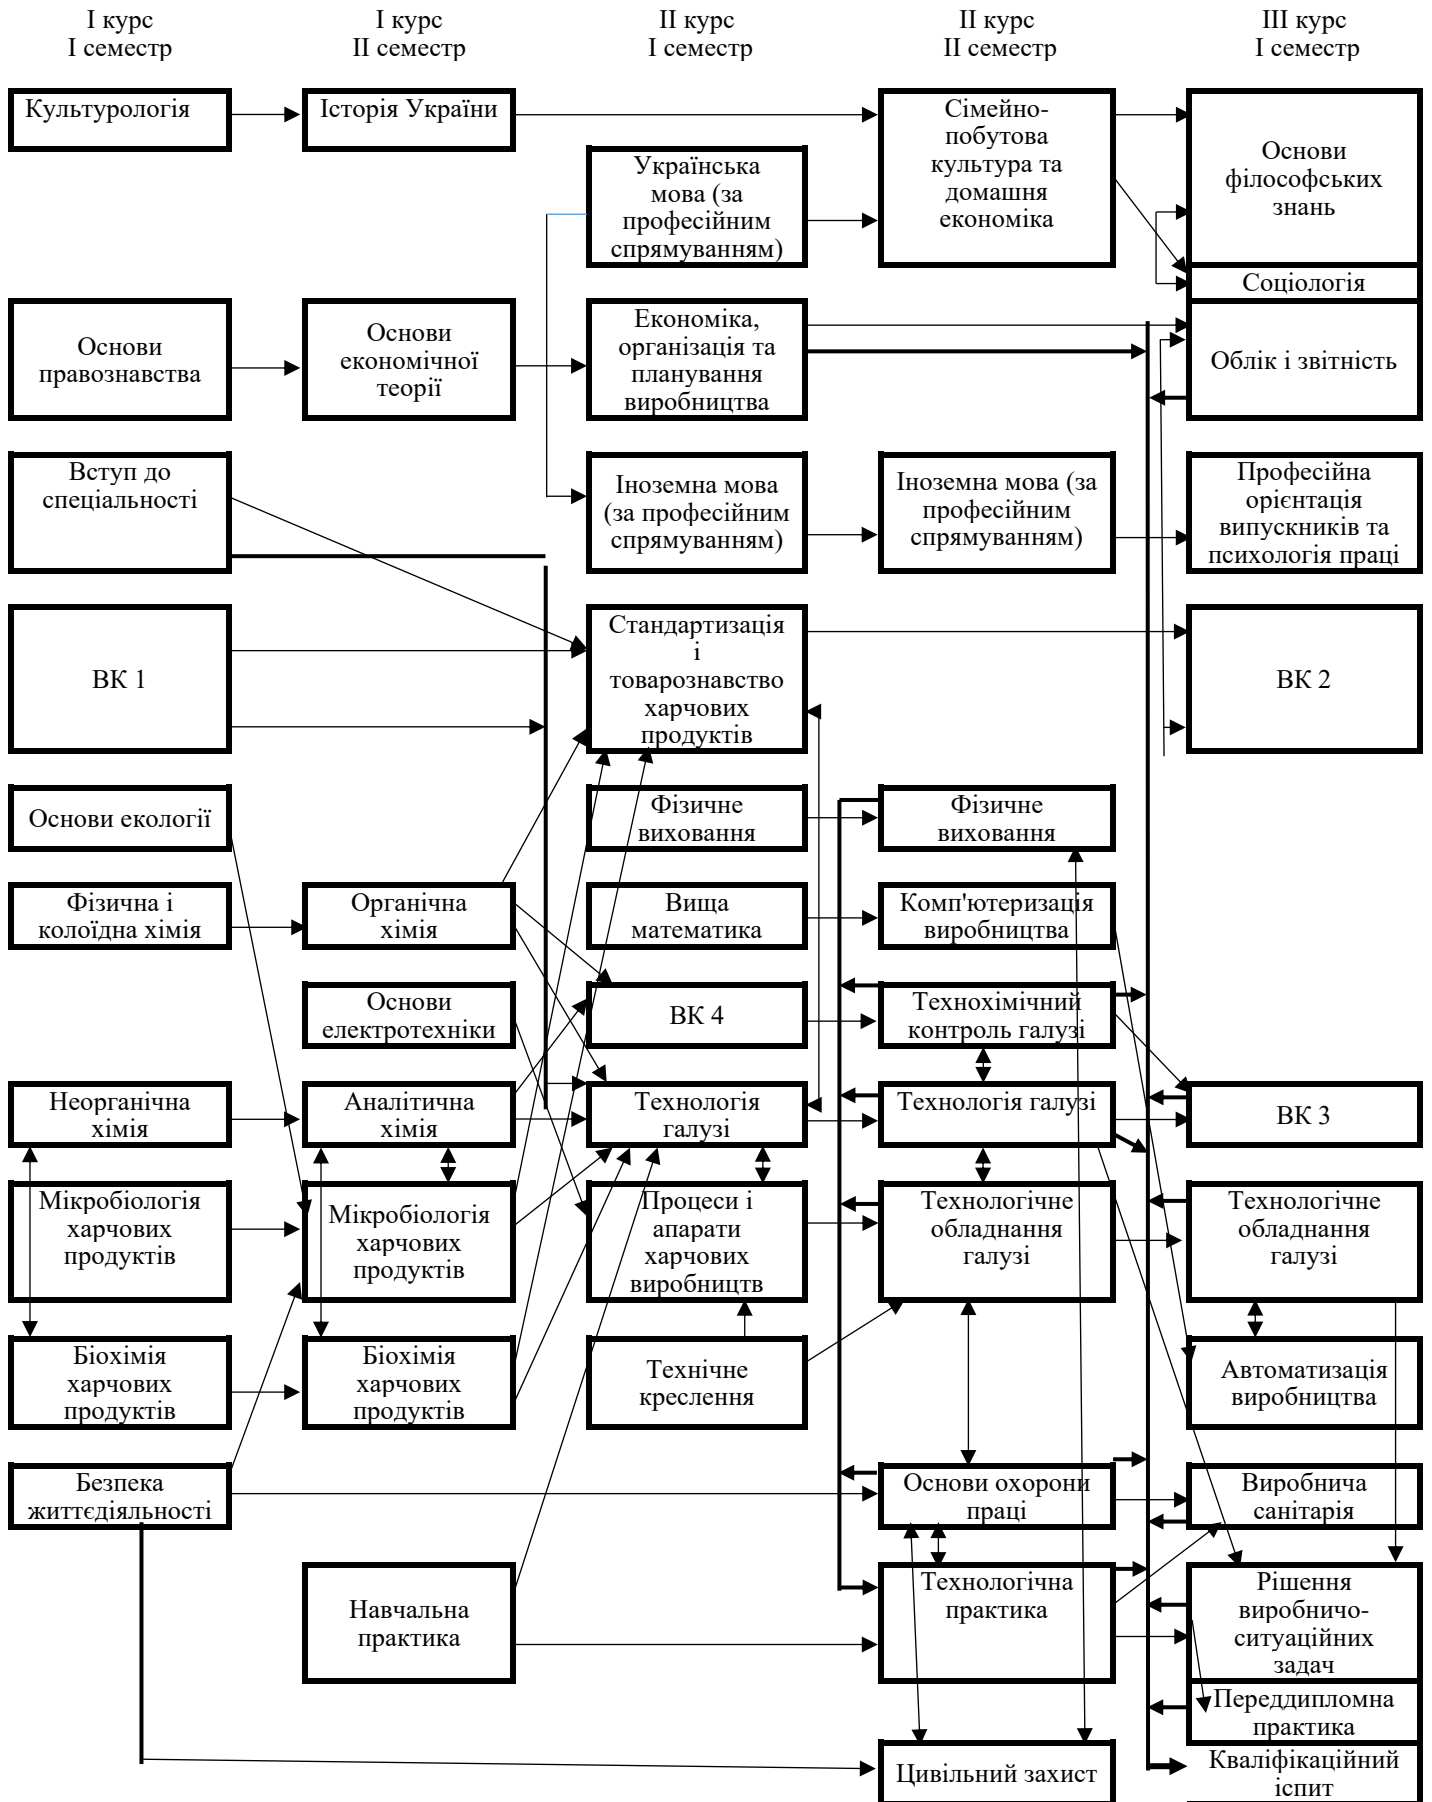 І курс
І семестр
І курс
ІІ семестр
ІІ курс
І семестр
ІІ курс
ІІ семестр
ІІІ курс
І семестр
Культурологія
Історія України
Українська
мова (за
професійним
спрямуванням)
Сімейно-
побутова
культура та
домашня
економіка
Основи
філософських
знань
Соціологія
Основи
правознавства
Основи
економічної
теорії
Економіка,
організація та
планування
виробництва
Облік і звітність
Вступ до
спеціальності
Іноземна мова
(за професійним
спрямуванням)
Іноземна мова (за
професійним
спрямуванням)
Професійна
орієнтація
випускників та
психологія праці
ВК 1
Стандартизація
і
товарознавство
харчових
продуктів
ВК 2
Основи екології
Фізичне
виховання
Фізичне
виховання
Фізична і
колоїдна хімія
Органічна
хімія
Вища
математика
Комп'ютеризація
виробництва
Основи
електротехніки
ВК 4
Технохімічний
контроль галузі
Неорганічна
хімія
Аналітична
хімія
Технологія
галузі
Технологія галузі
ВК 3
Мікробіологія
харчових
продуктів
Мікробіологія
харчових
продуктів
Процеси і
апарати
харчових
виробництв
Технологічне
обладнання
галузі
Технологічне
обладнання
галузі
Біохімія
харчових
продуктів
Біохімія
харчових
продуктів
Технічне
креслення
Автоматизація
виробництва
Безпека
життєдіяльності
Основи охорони
праці
Виробнича
санітарія
Навчальна
практика
Технологічна
практика
Рішення
виробничо-
ситуаційних
задач
Переддипломна
практика
Цивільний захист
Кваліфікаційний
іспит